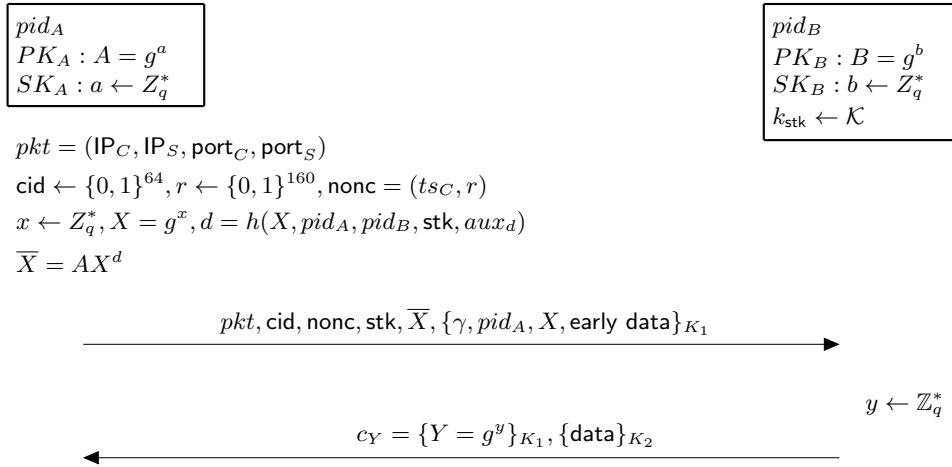 pid_A
PK_A : A = g^a
SK_A : a ← Z_q^*
pid_B
PK_B : B = g^b
SK_B : b ← Z_q^*
k_stk ← 𝒦
pkt = (IP_C, IP_S, port_C, port_S)
cid ← {0, 1}^64, r ← {0, 1}^160, nonc = (ts_C, r)
x ← Z_q^*, X = g^x, d = h(X, pid_A, pid_B, stk, aux_d)
X̅ = AX^d
pkt, cid, nonc, stk, X̅, {γ, pid_A, X, early data}_{K_1}
y ← ℤ_q^*
c_Y = {Y = g^y}_{K_1}, {data}_{K_2}